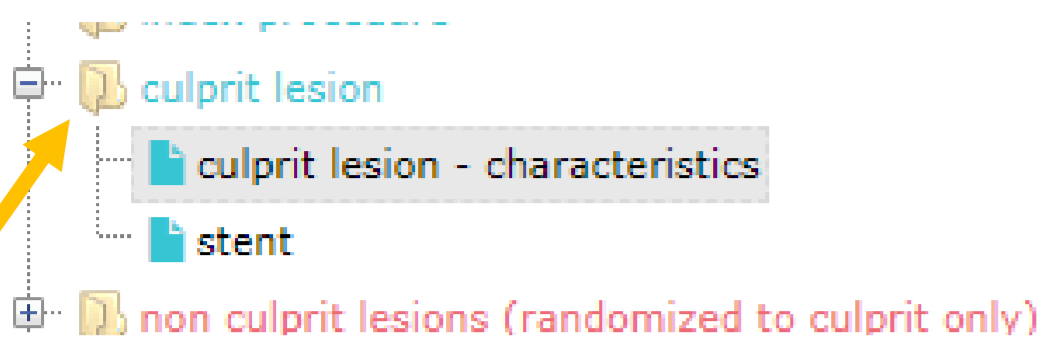 culprit lesion
culprit lesion - characteristics
stent
non culprit lesions (randomized to culprit only)